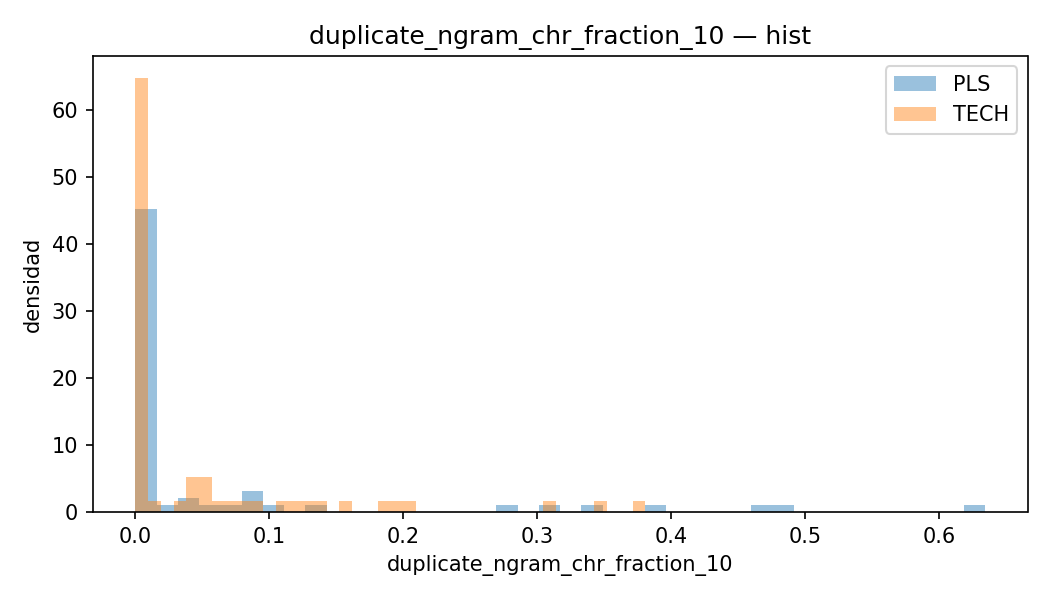 duplicate_ngram_chr_fraction_10 — hist
PLS
TECH
densidad
60
50
40
30
20
10
0
0.0 0.1 0.2 0.3 0.4 0.5 0.6
duplicate_ngram_chr_fraction_10